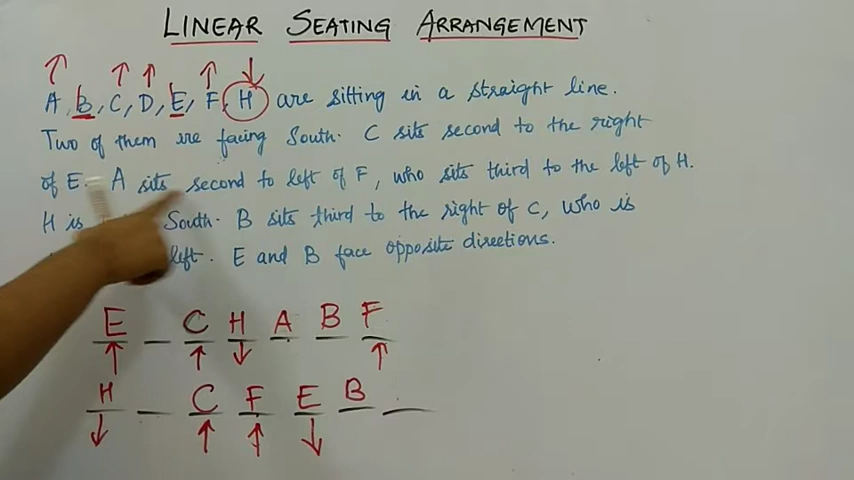 LINEAR SEATING ARRANGEMENT
A, B, C, D, E, F, H are sitting in a straight line.
Two of them are facing South. C sits second to the right
of E. A sits second to left of F, who sits third to the left of H.
H is South. B sits third to the right of C, who is
left. E and B face opposite directions.
E _ C H A B F
H _ C F E B _